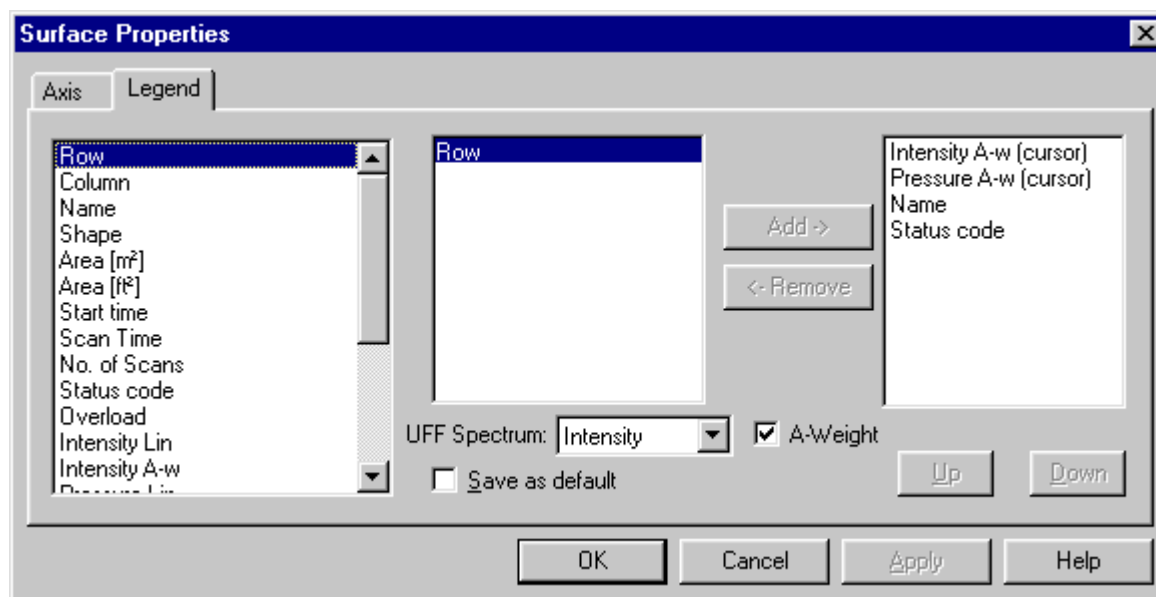 Surface Properties
Axis
Legend
Row
Column
Name
Shape
Area [m²]
Area [ft²]
Start time
Scan Time
No. of Scans
Status code
Overload
Intensity Lin
Intensity A-w
Row
Add ->
<- Remove
Intensity A-w (cursor)
Pressure A-w (cursor)
Name
Status code
UFF Spectrum: Intensity
A-Weight
Save as default
Up
Down
OK
Cancel
Apply
Help